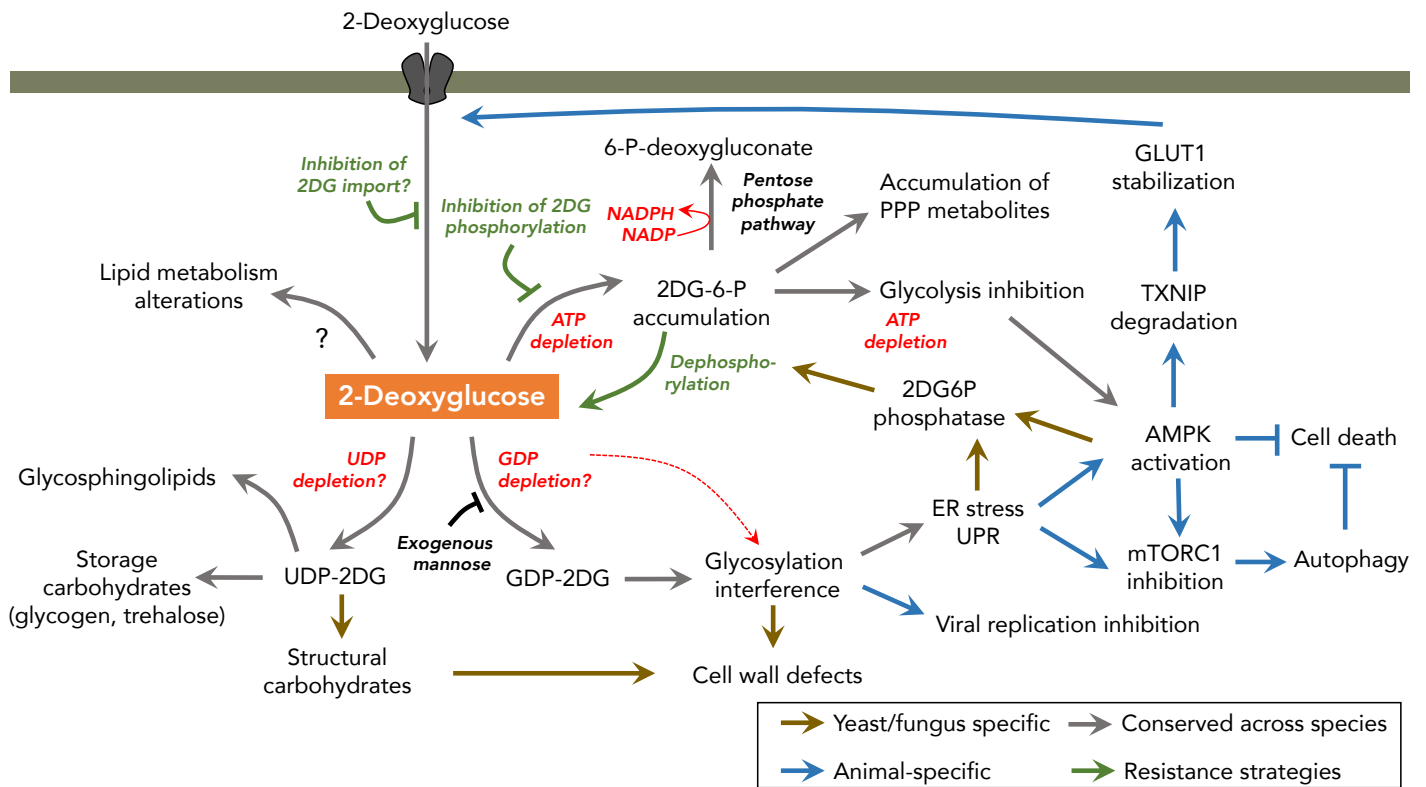 2-Deoxyglucose
Inhibition of
2DG import?
Inhibition of 2DG
phosphorylation
6-P-deoxygluconate
NADPH
NADP
Pentose
phosphate
pathway
Accumulation of
PPP metabolites
GLUT1
stabilization
Lipid metabolism
alterations
?
ATP
depletion
2DG-6-P
accumulation
Glycolysis inhibition
ATP
depletion
TXNIP
degradation
Dephospho-
rylation
2-Deoxyglucose
2DG6P
phosphatase
AMPK
activation
Cell death
Glycosphingolipids
UDP
depletion?
GDP
depletion?
Exogenous
mannose
ER stress
UPR
Storage
carbohydrates
(glycogen, trehalose)
UDP-2DG
GDP-2DG
Glycosylation
interference
mTORC1
inhibition
Autophagy
Viral replication inhibition
Structural
carbohydrates
Cell wall defects
Yeast/fungus specific
Conserved across species
Animal-specific
Resistance strategies